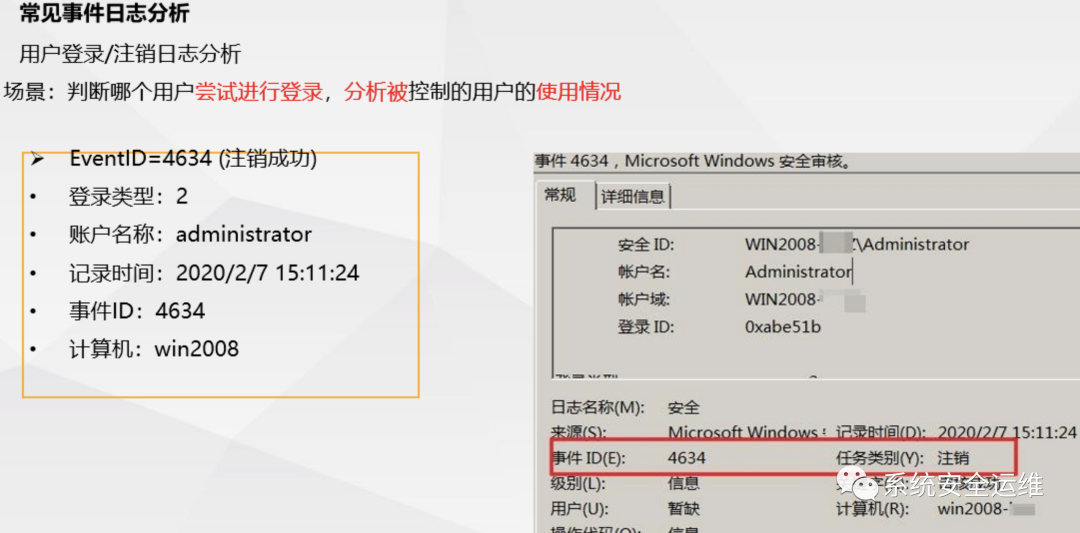 常见事件日志分析
用户登录/注销日志分析
场景：判断哪个用户尝试进行登录，分析被控制的用户的使用情况
➢ EventID=4634 (注销成功)
• 登录类型：2
• 账户名称：administrator
• 记录时间：2020/2/7 15:11:24
• 事件ID：4634
• 计算机：win2008
事件 4634，Microsoft Windows 安全审核。
常规 详细信息
安全 ID: WIN2008- \Administrator
帐户名: Administrator
帐户域: WIN2008-
登录 ID: 0xabe51b
日志名称(M): 安全
来源(S): Microsoft Windows 记录时间(D): 2020/2/7 15:11:24
事件 ID(E): 4634 任务类别(Y): 注销
级别(L): 信息
用户(U): 暂缺 计算机(R): win2008-
操作代码(O): 信息
系统安全运维